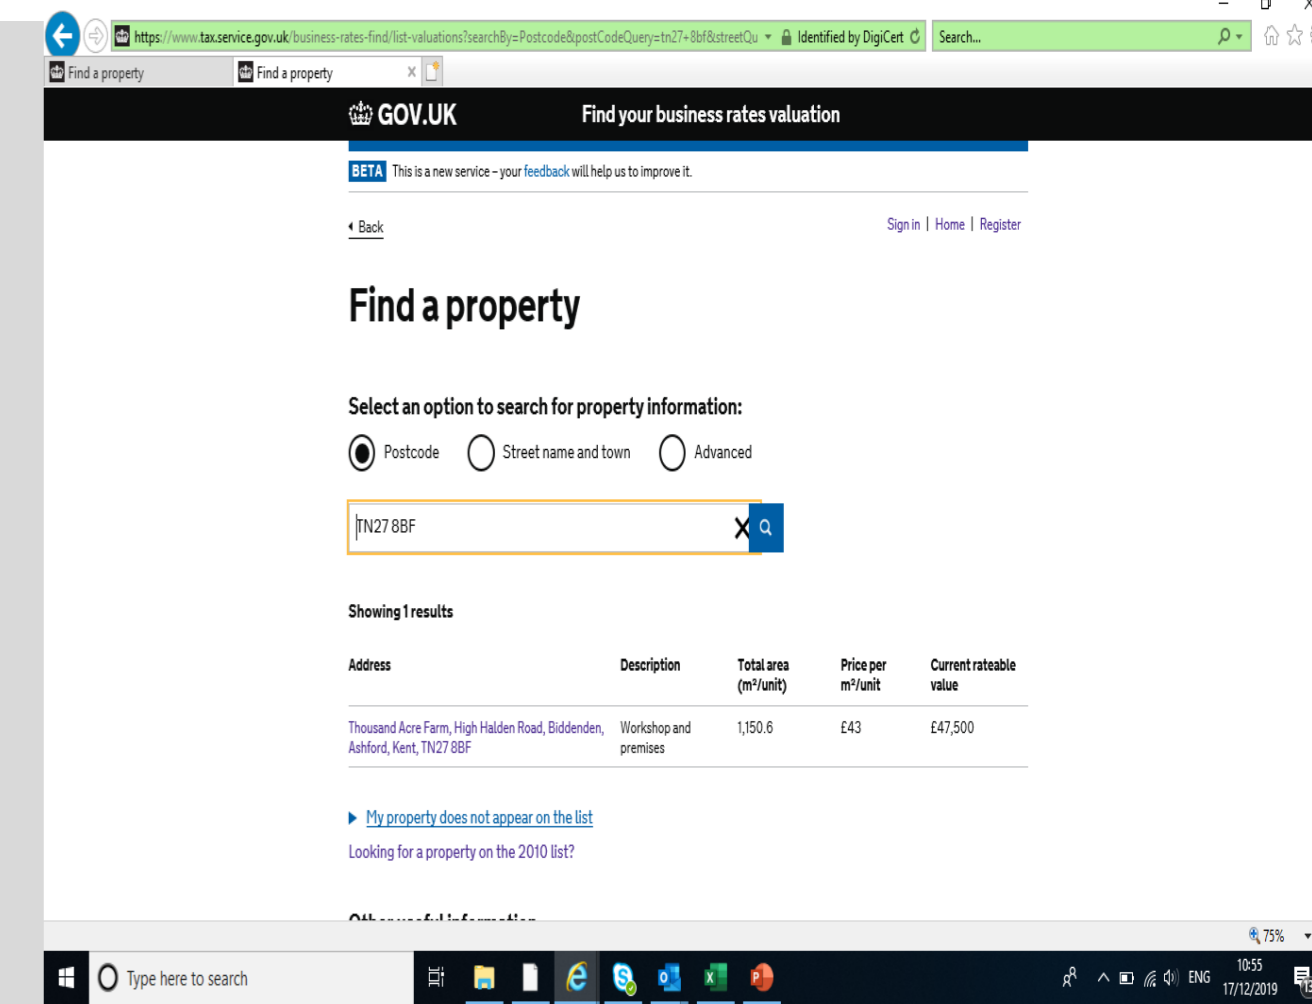 https://www.tax.service.gov.uk/business-rates-find/list-valuations?searchBy=Postcode&postCodeQuery=tn27+8bf&streetQu Identified by DigiCert Search...
Find a property Find a property
GOV.UK Find your business rates valuation
BETA This is a new service – your feedback will help us to improve it.
Back Sign in | Home | Register
Find a property
Select an option to search for property information:
Postcode Street name and town Advanced
TN27 8BF
Showing 1 results
Address Description Total area (m²/unit) Price per m²/unit Current rateable value
Thousand Acre Farm, High Halden Road, Biddenden, Workshop and 1,150.6 £43 £47,500
Ashford, Kent, TN27 8BF premises
My property does not appear on the list
Looking for a property on the 2010 list?
Other useful information
75%
Type here to search ENG 10:55
17/12/2019